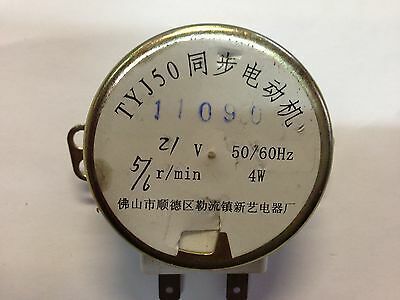 TYJ50同步电动机
11090
21 V 50/60Hz
5/6 r/min 4W
佛山市顺德区勒流镇新艺电器厂